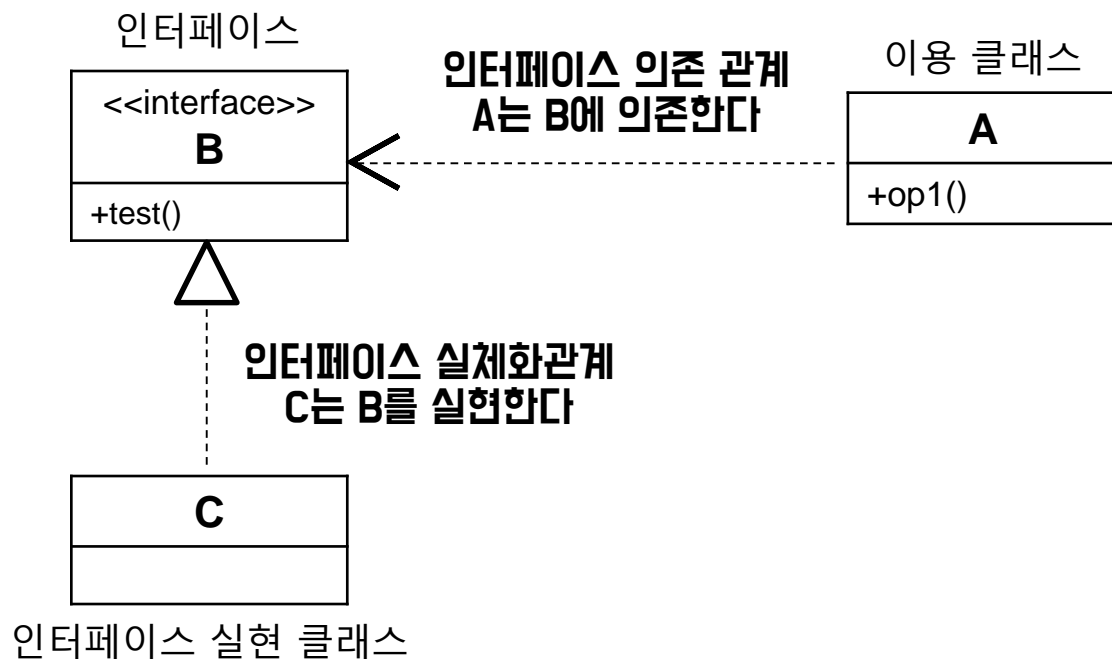 인터페이스
<<interface>>
B
+test()
인터페이스 의존 관계
A는 B에 의존한다
이용 클래스
A
+op1()
인터페이스 실체화관계
C는 B를 실현한다
C
인터페이스 실현 클래스